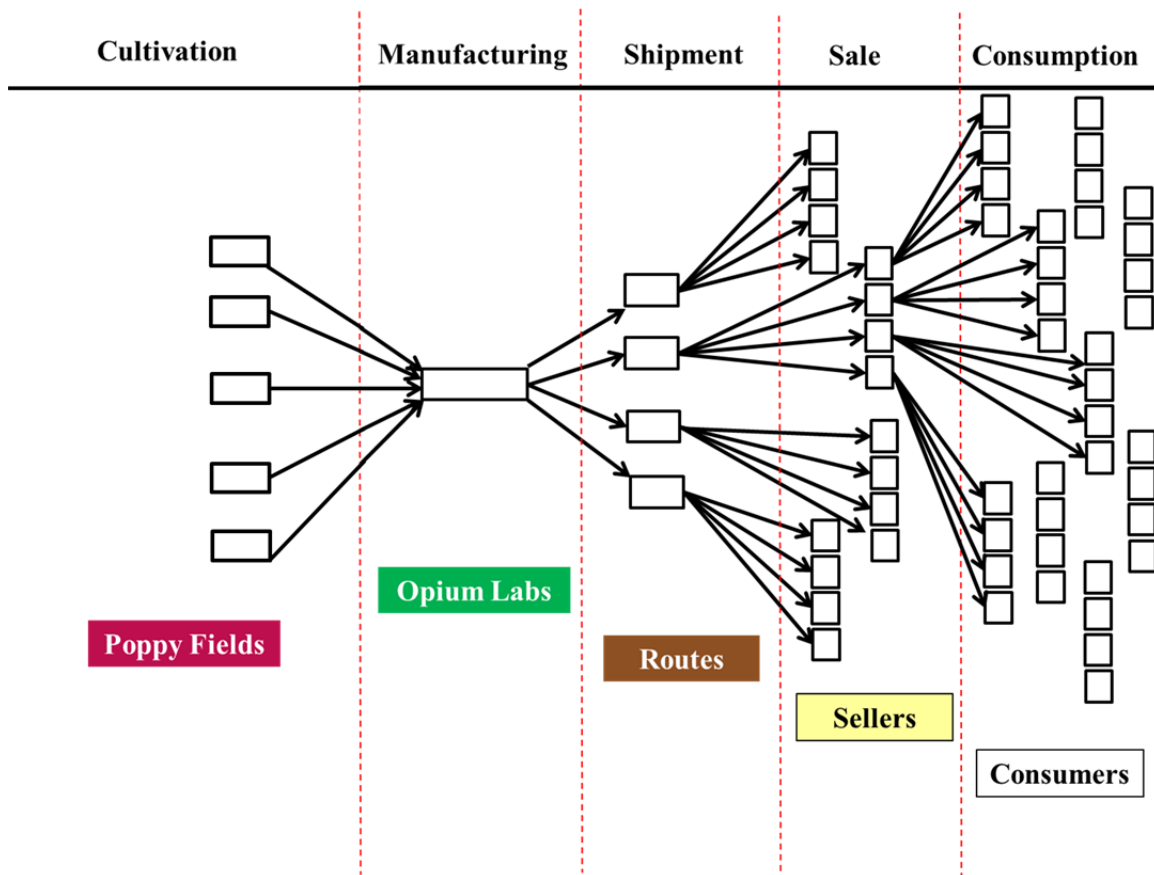 Cultivation
Manufacturing
Shipment
Sale
Consumption
Opium Labs
Poppy Fields
Routes
Sellers
Consumers